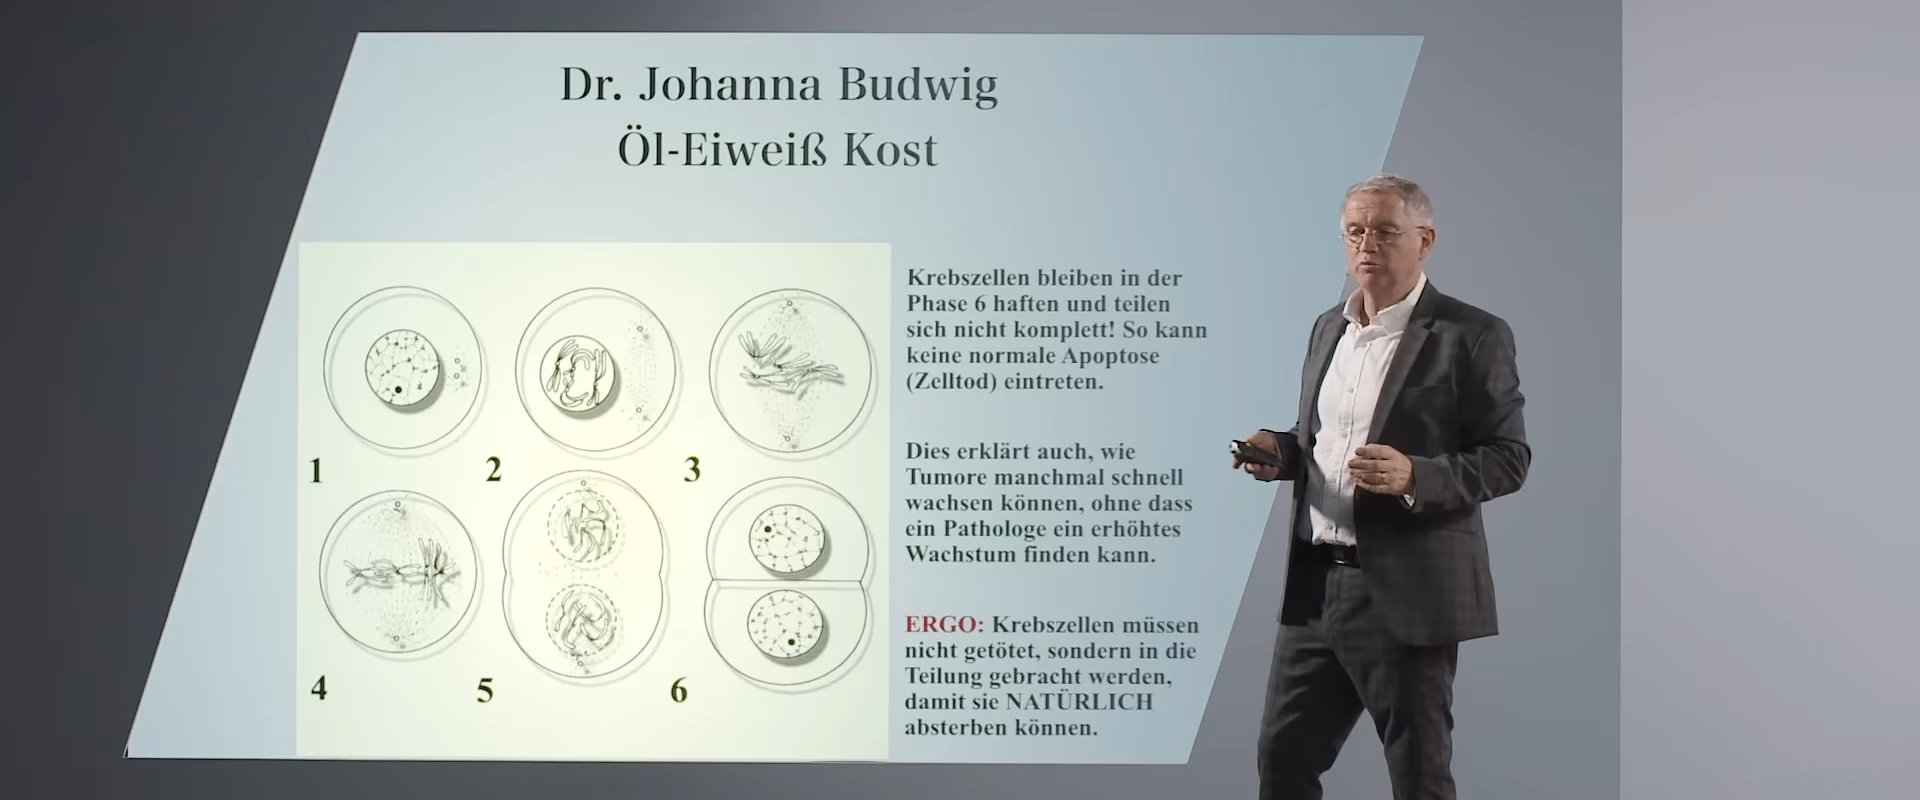 Dr. Johanna Budwig
Öl-Eiweiß Kost
1
2
3
4
5
6
Krebszellen bleiben in der
Phase 6 haften und teilen
sich nicht komplett! So kann
keine normale Apoptose
(Zelltod) eintreten.
Dies erklärt auch, wie
Tumore manchmal schnell
wachsen können, ohne dass
ein Pathologe ein erhöhtes
Wachstum finden kann.
ERGO: Krebszellen müssen
nicht getötet, sondern in die
Teilung gebracht werden,
damit sie NATÜRLICH
absterben können.